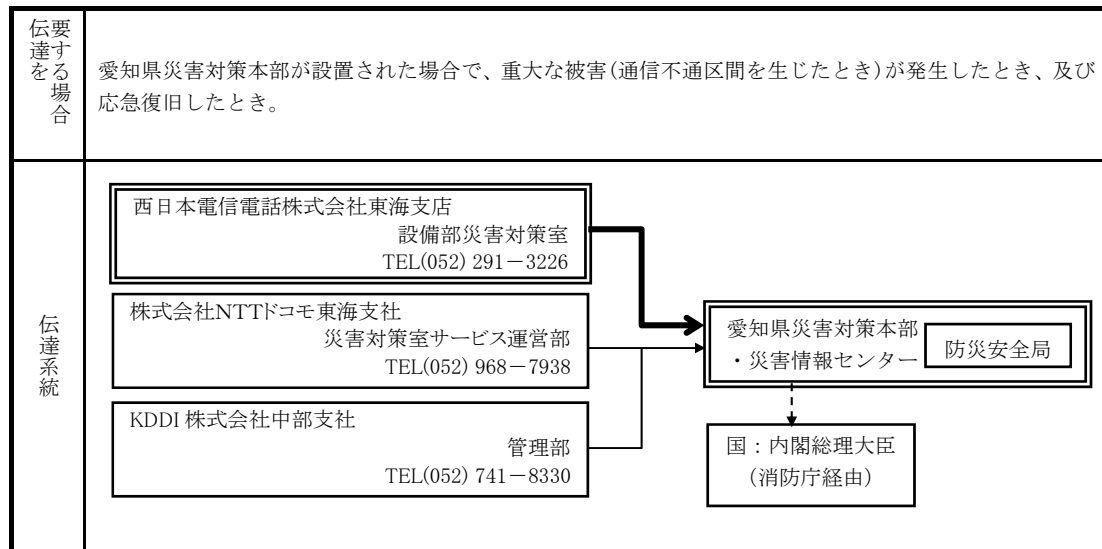 伝達を
要する場合
愛知県災害対策本部が設置された場合で、重大な被害(通信不通区間を生じたとき)が発生したとき、及び
応急復旧したとき。
伝達系統
西日本電信電話株式会社東海支店
設備部災害対策室
TEL(052) 291－3226
株式会社NTTドコモ東海支社
災害対策室サービス運営部
TEL(052) 968－7938
KDDI 株式会社中部支社
管理部
TEL(052) 741－8330
愛知県災害対策本部
・災害情報センター
防災安全局
国：内閣総理大臣
（消防庁経由）